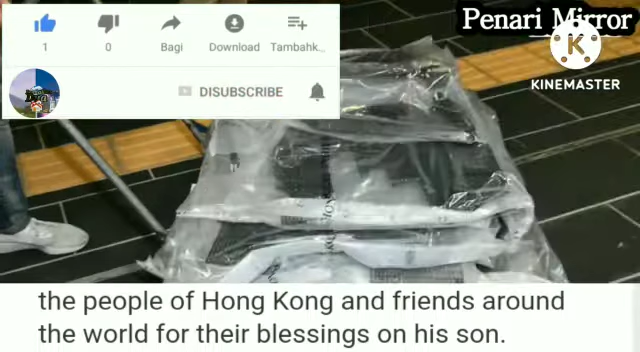 Penari Mirror
1
0
Bagi
Download
Tambahk...
K
KINEMASTER
DISUBSCRIBE
the people of Hong Kong and friends around
the world for their blessings on his son.